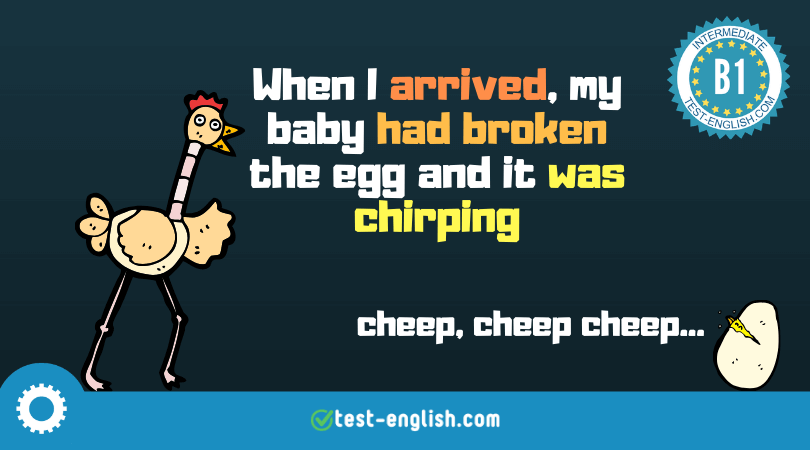 When I arrived, my
baby had broken
the egg and it was
chirping
cheep, cheep cheep...
INTERMEDIATE
B1
TEST-ENGLISH.COM
test-english.com